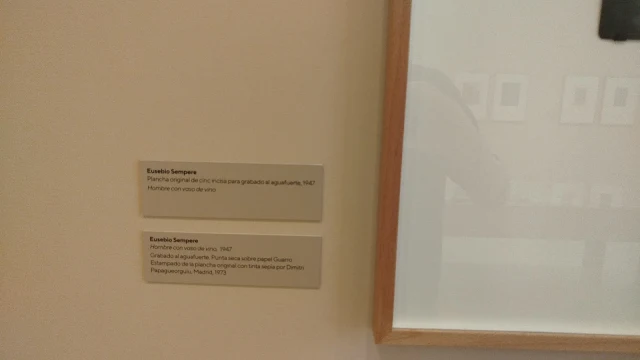 Eusebio Sempere
Plancha original de cinc incisa para grabado al aguafuerte, 1947
Hombre con vaso de vino
Eusebio Sempere
Hombre con vaso de vino, 1947
Grabado al aguafuerte. Punta seca sobre papel Guarro
Estampado de la plancha original con tinta sepia por Dimitri
Papagueorguiu, Madrid, 1973